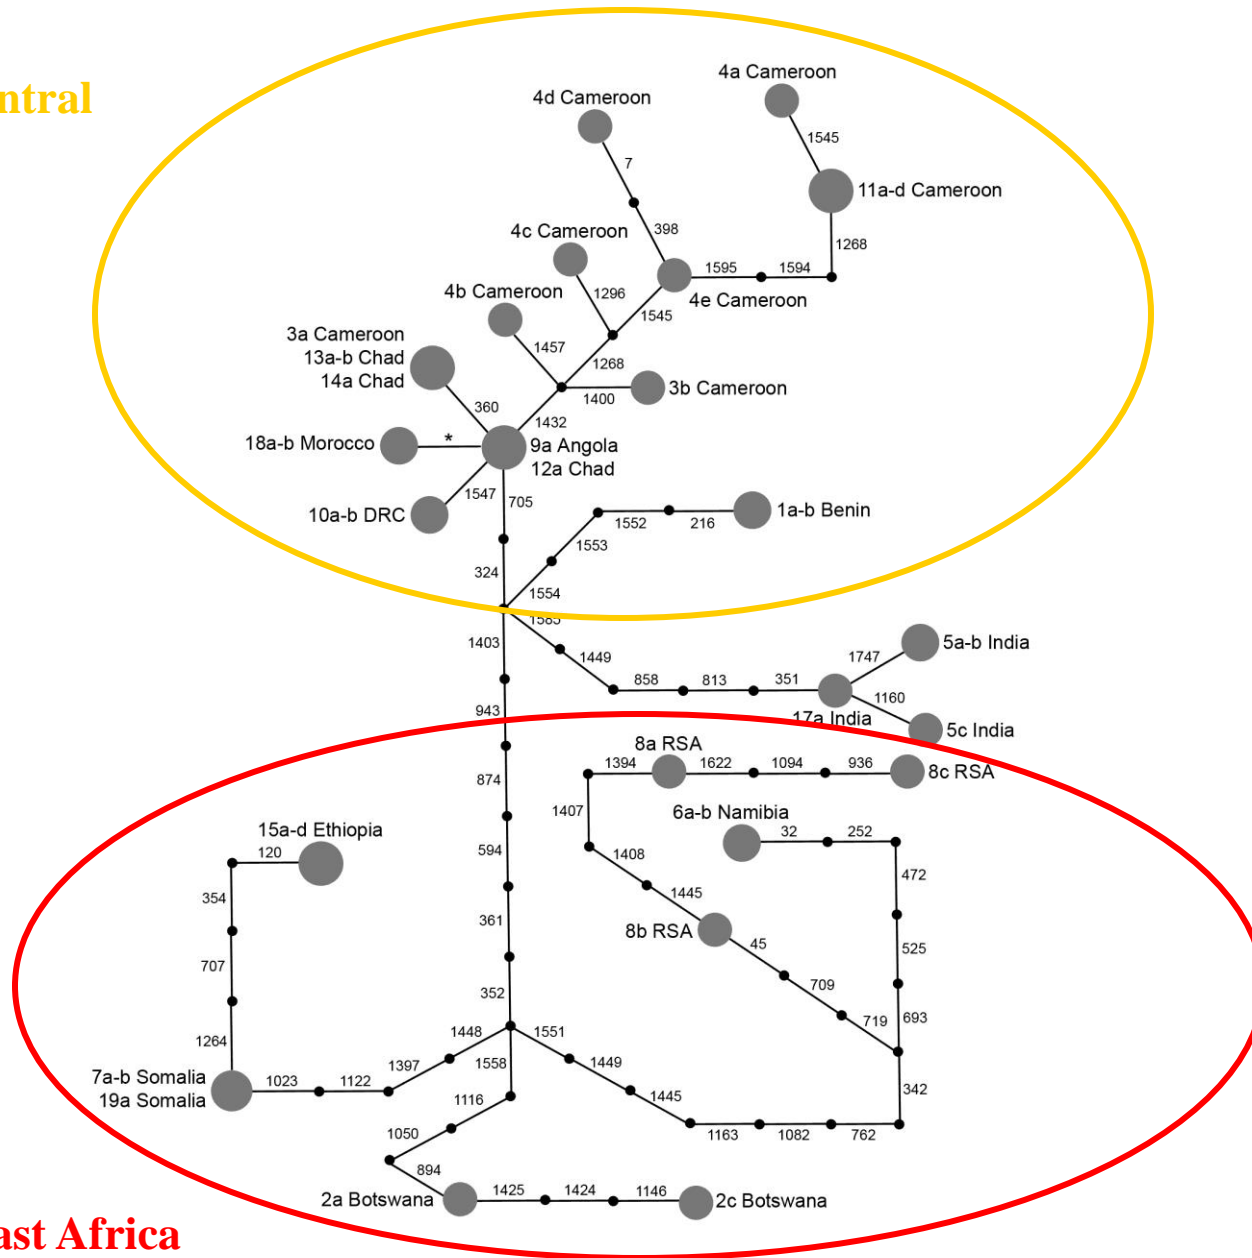 ntral
4a Cameroon
4d Cameroon
1545
7
11a-d Cameroon
398
4c Cameroon
1268
1595
1594
4e Cameroon
4b Cameroon
1296
1545
3a Cameroon
13a-b Chad
14a Chad
1457
1268
3b Cameroon
1400
360
1432
18a-b Morocco
*
9a Angola
12a Chad
1547
705
10a-b DRC
1a-b Benin
1552
216
1553
324
1554
1585
1403
1449
5a-b India
1747
858
813
351
1160
17a India
5c India
943
8a RSA
1394
1622
1094
936
8c RSA
874
1407
6a-b Namibia
32
252
15a-d Ethiopia
120
594
1408
472
354
1445
361
8b RSA
45
525
707
709
352
719
693
1264
1448
1551
1397
1558
1449
342
7a-b Somalia
19a Somalia
1023
1122
1445
1116
1163
1082
762
1050
894
2a Botswana
1425
1424
1146
2c Botswana
ast Africa